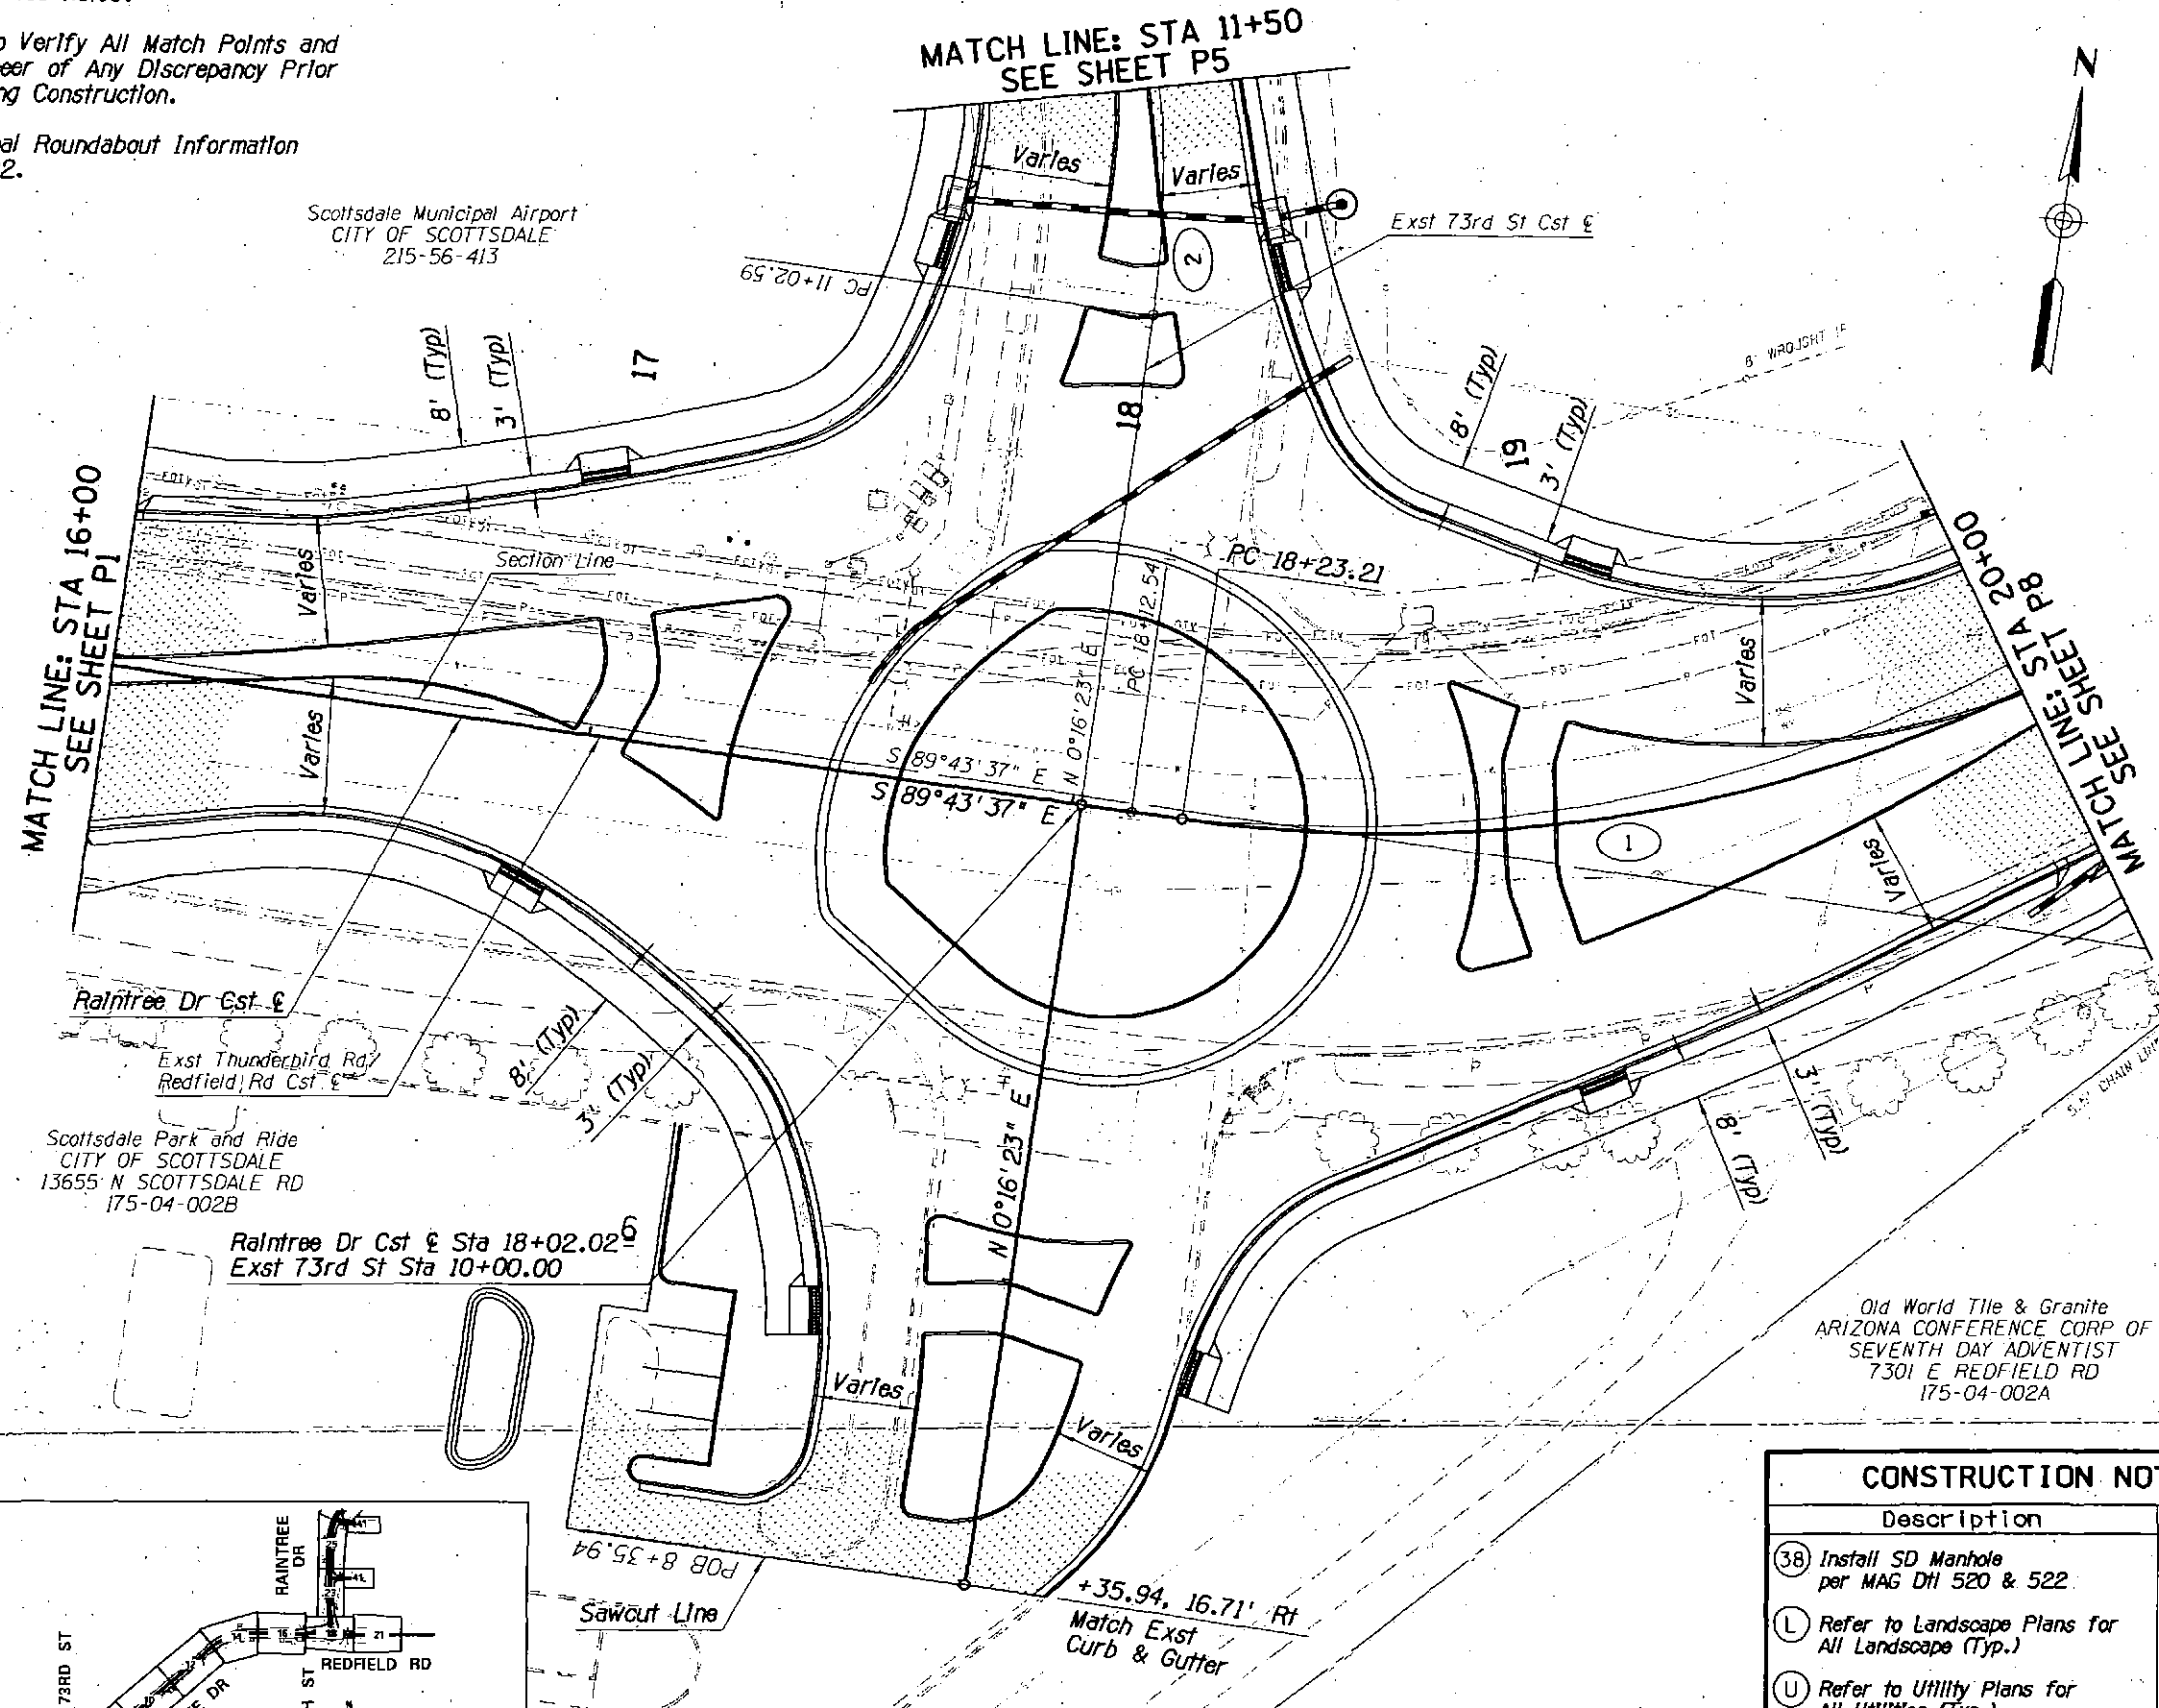 Verify All Match Points and
of Any Discrepancy Prior
Construction.
Roundabout Information
2.
MATCH LINE: STA 11+50
SEE SHEET P5
N
Scottsdale Municipal Airport
CITY OF SCOTTSDALE
215-56-413
Varies
Varies
Exst 73rd St Cst ℄
PC 11+02.59
2
8' (Typ)
3' (Typ)
17
18
8' (Typ)
19
3' (Typ)
MATCH LINE: STA 16+00
SEE SHEET P1
Varies
Section Line
PC 18+23.21
PC 18+12.54
N 0°16'23" E
MATCH LINE: STA 20+00
SEE SHEET P8
Varies
Varies
S 89°43'37" E
S 89°43'37" E
1
Varies
Raintree Dr Cst ℄
Exst Thunderbird Rd/
Redfield Rd Cst ℄
8' (Typ)
3' (Typ)
N 0°16'23" E
3' (Typ)
8' (Typ)
Scottsdale Park and Ride
CITY OF SCOTTSDALE
13655 N SCOTTSDALE RD
175-04-002B
Raintree Dr Cst ℄ Sta 18+02.02
Exst 73rd St Sta 10+00.00
Old World Tile & Granite
ARIZONA CONFERENCE CORP OF
SEVENTH DAY ADVENTIST
7301 E REDFIELD RD
175-04-002A
Varies
Varies
POB 8+35.94
Sawcut Line
+35.94, 16.71' Rt
Match Exst
Curb & Gutter
RAINTREE
DR
73RD ST
REDFIELD RD
ST
DR
21
CONSTRUCTION
Description
38 Install SD Manhole
per MAG Dtl 520 & 522
L Refer to Landscape Plans for
All Landscape (Typ.)
U Refer to Utility Plans for